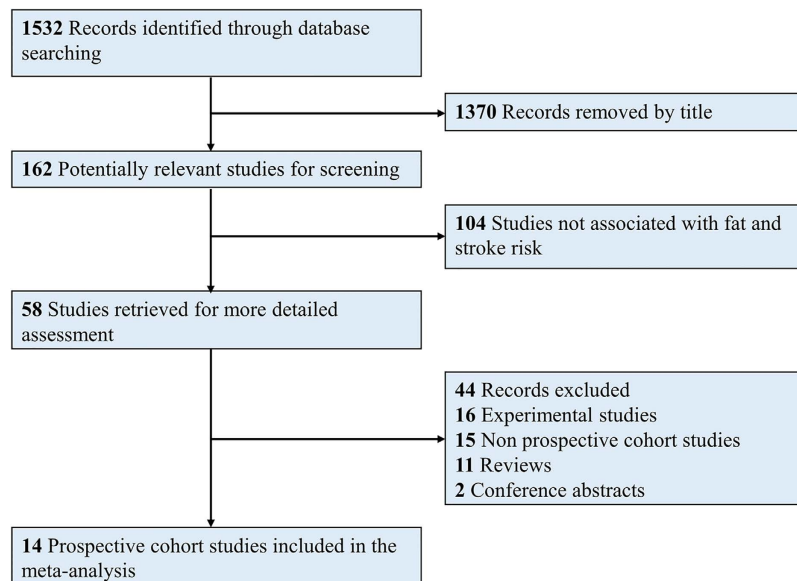 1532 Records identified through database
searching
1370 Records removed by title
162 Potentially relevant studies for screening
104 Studies not associated with fat and
stroke risk
58 Studies retrieved for more detailed
assessment
44 Records excluded
16 Experimental studies
15 Non prospective cohort studies
11 Reviews
2 Conference abstracts
14 Prospective cohort studies included in the
meta-analysis